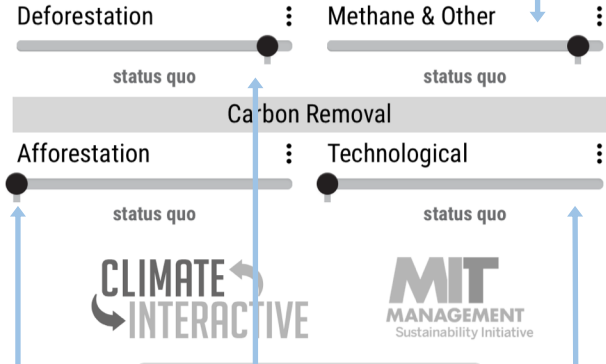 Deforestation
Methane & Other
status quo
status quo
Carbon Removal
Afforestation
Technological
status quo
status quo
CLIMATE
INTERACTIVE
MIT
MANAGEMENT
Sustainability Initiative